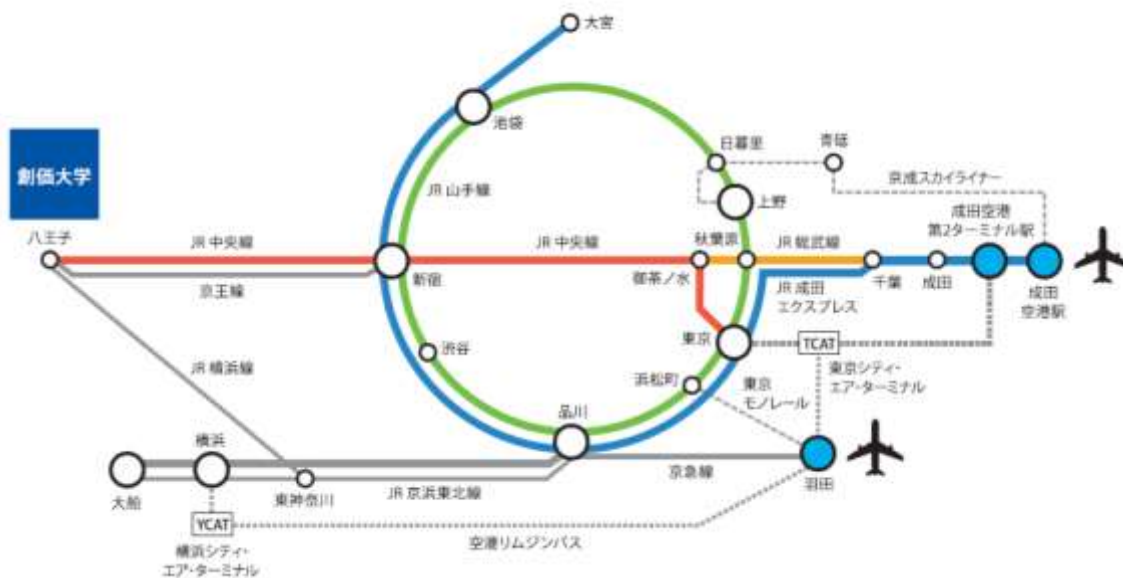 大宮
池袋
日暮里
青砥
創価大学
JR 山手線
上野
京成スカイライナー
成田空港
第2ターミナル駅
八王子
JR 中央線
JR 中央線
秋葉原
JR 総武線
京王線
新宿
御茶ノ水
JR 成田
エクスプレス
千葉
成田
成田
空港駅
渋谷
東京
TCAT
東京シティ・
エア・ターミナル
JR 横浜線
浜松町
東京
モノレール
品川
横浜
大船
東神奈川
JR 京浜東北線
京急線
羽田
YCAT
横浜シティ・
エア・ターミナル
空港リムジンバス